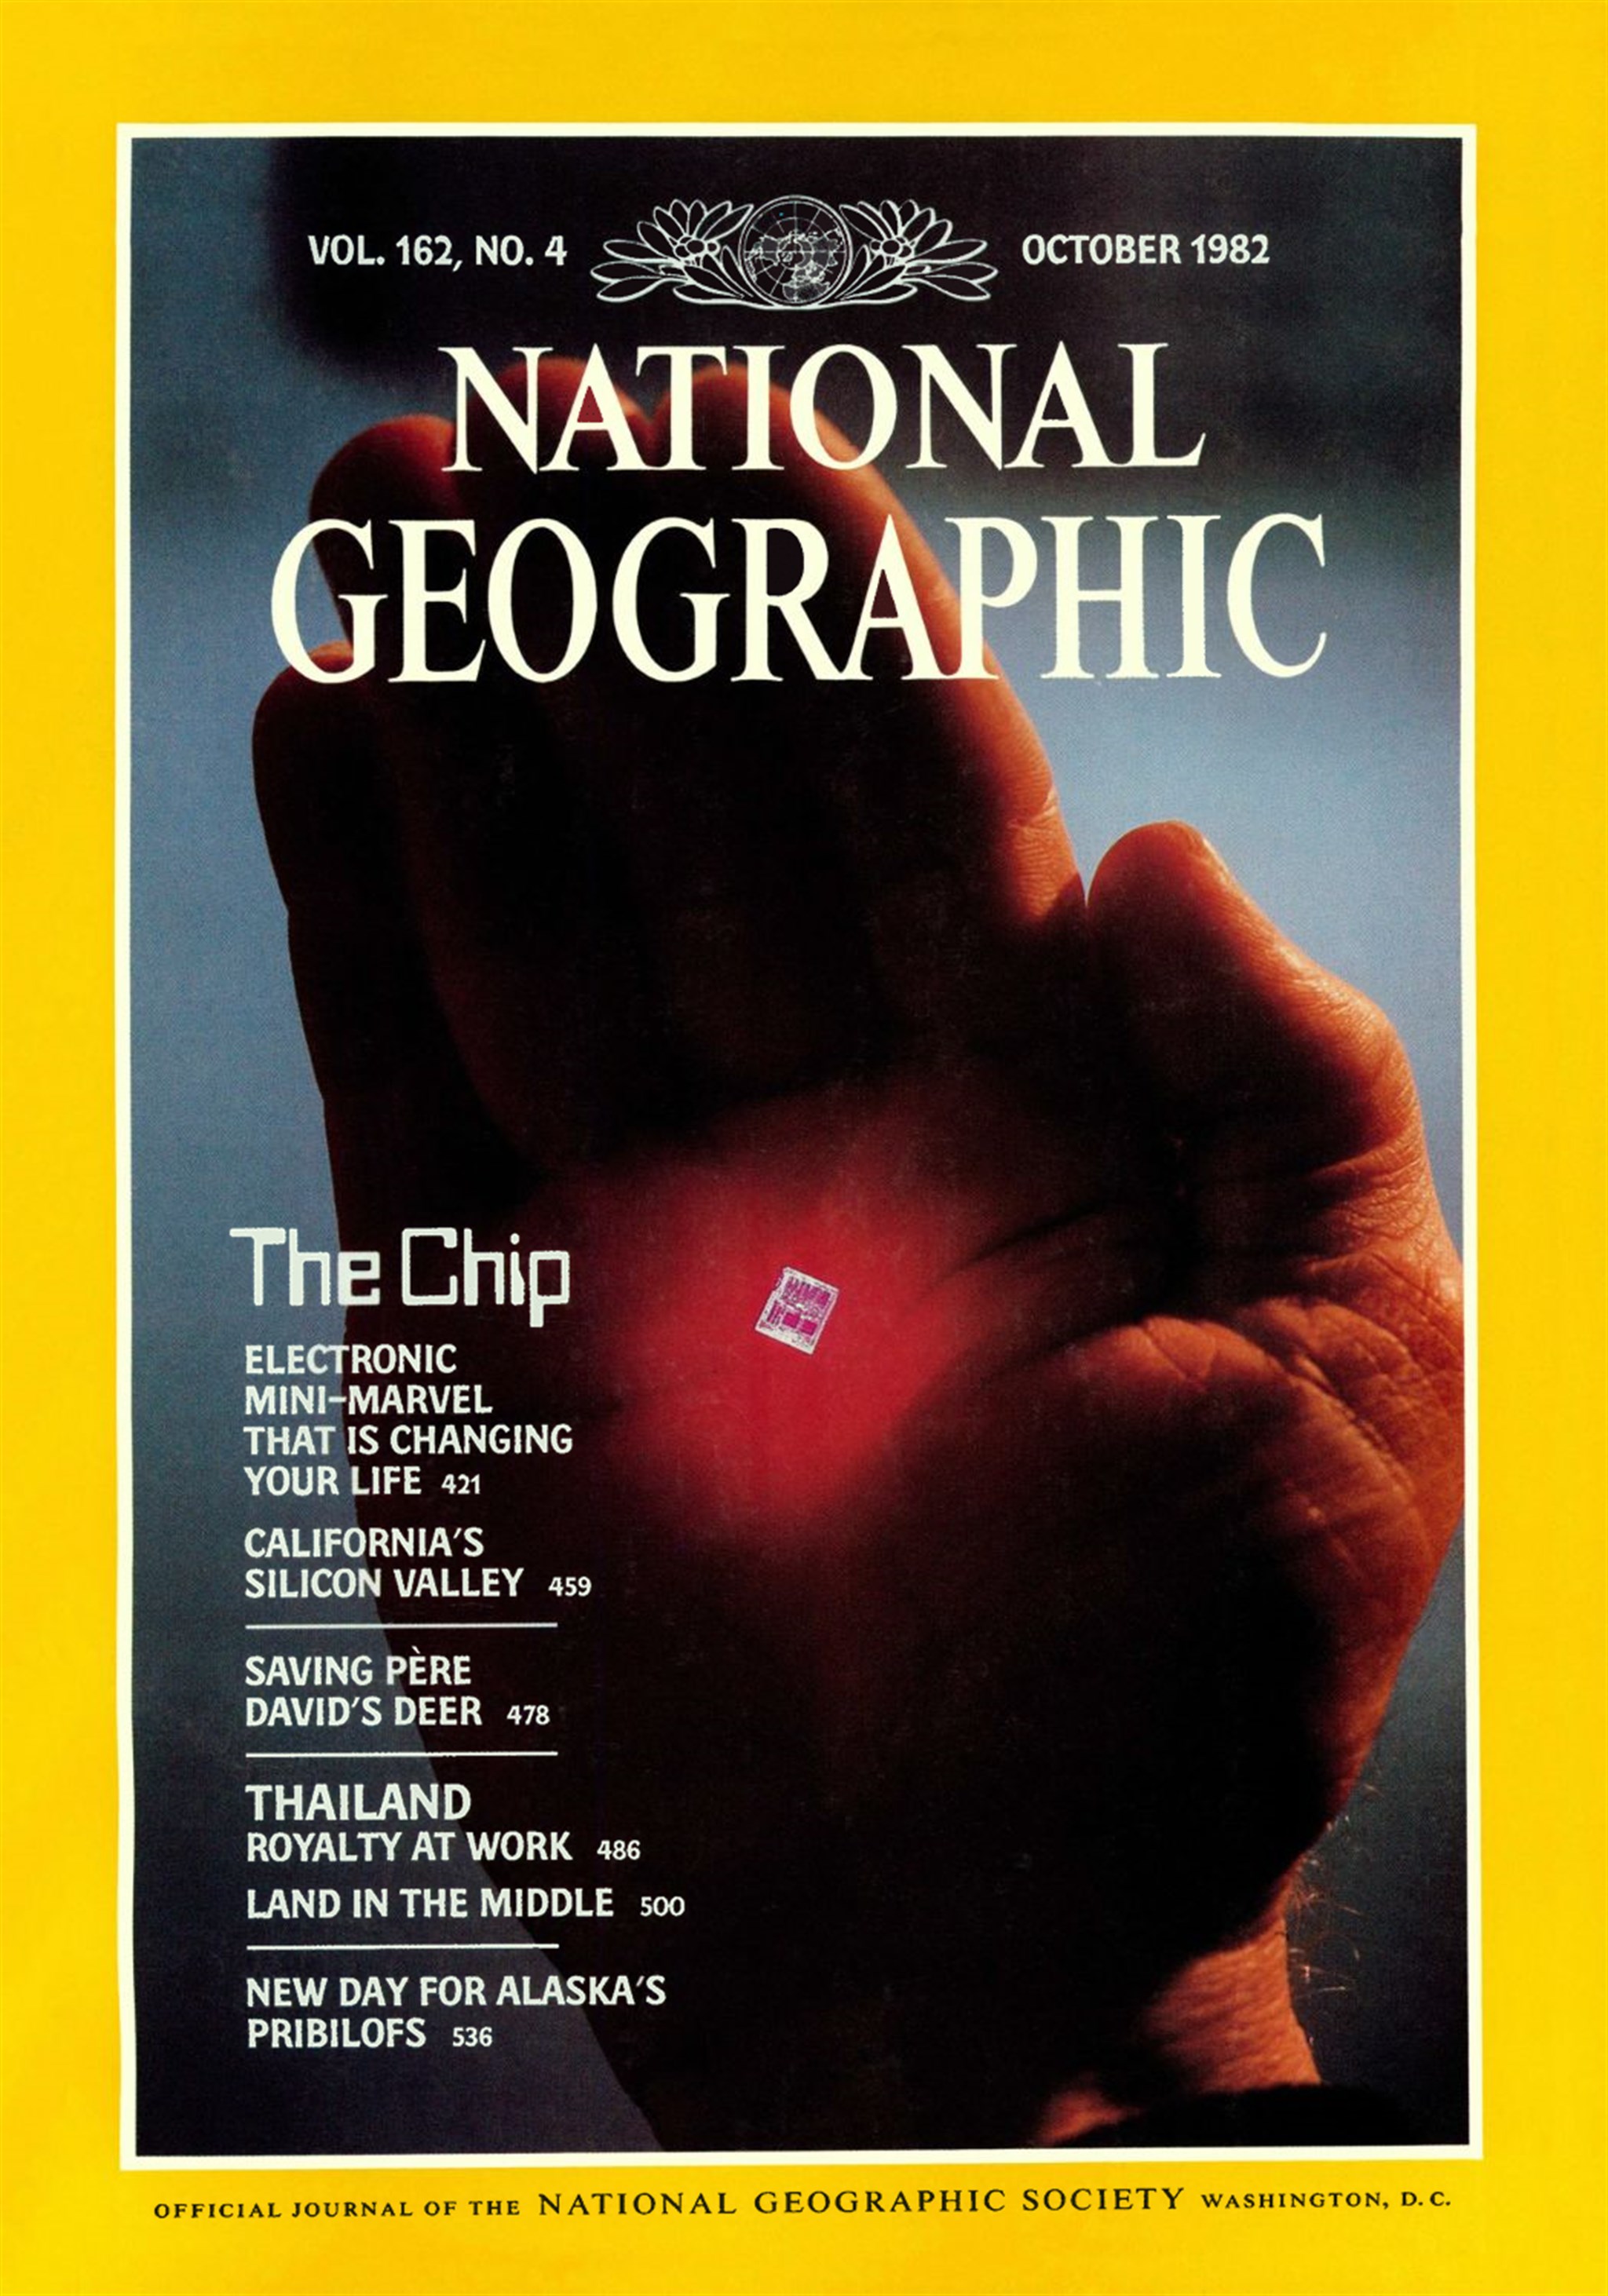 VOL. 162, NO. 4 OCTOBER 1982
NATIONAL
GEOGRAPHIC
The Chip
ELECTRONIC
MINI-MARVEL
THAT IS CHANGING
YOUR LIFE 421
CALIFORNIA'S
SILICON VALLEY 459
SAVING PÈRE
DAVID'S DEER 478
THAILAND
ROYALTY AT WORK 486
LAND IN THE MIDDLE 500
NEW DAY FOR ALASKA'S
PRIBILOFS 536
OFFICIAL JOURNAL OF THE NATIONAL GEOGRAPHIC SOCIETY WASHINGTON, D.C.